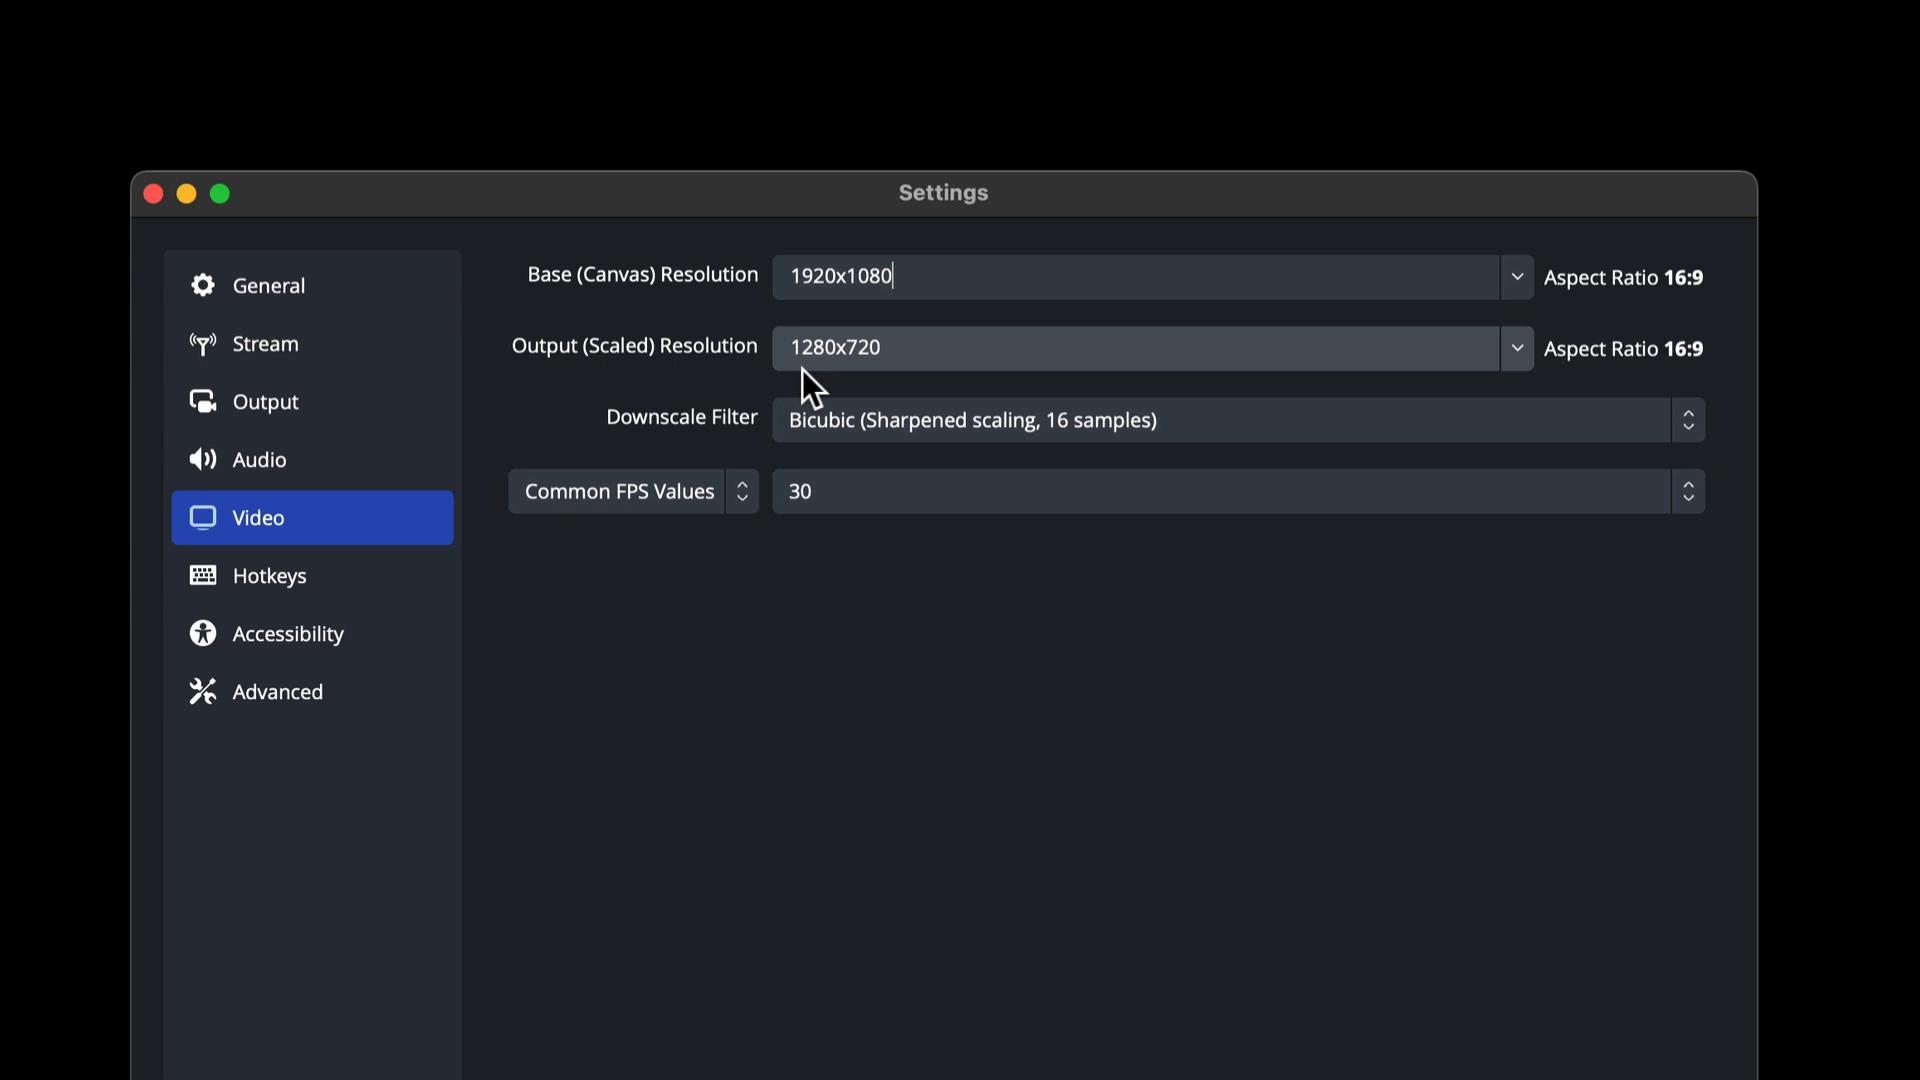 Settings
General
Stream
Output
Audio
Video
Hotkeys
Accessibility
Advanced
Base (Canvas) Resolution 1920x1080 Aspect Ratio 16:9
Output (Scaled) Resolution 1280x720 Aspect Ratio 16:9
Downscale Filter Bicubic (Sharpened scaling, 16 samples)
Common FPS Values 30